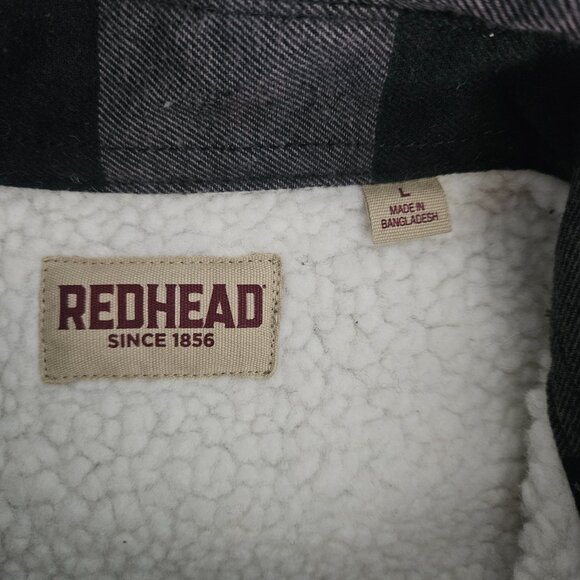 L
MADE IN
BANGLADESH
REDHEAD
SINCE 1856